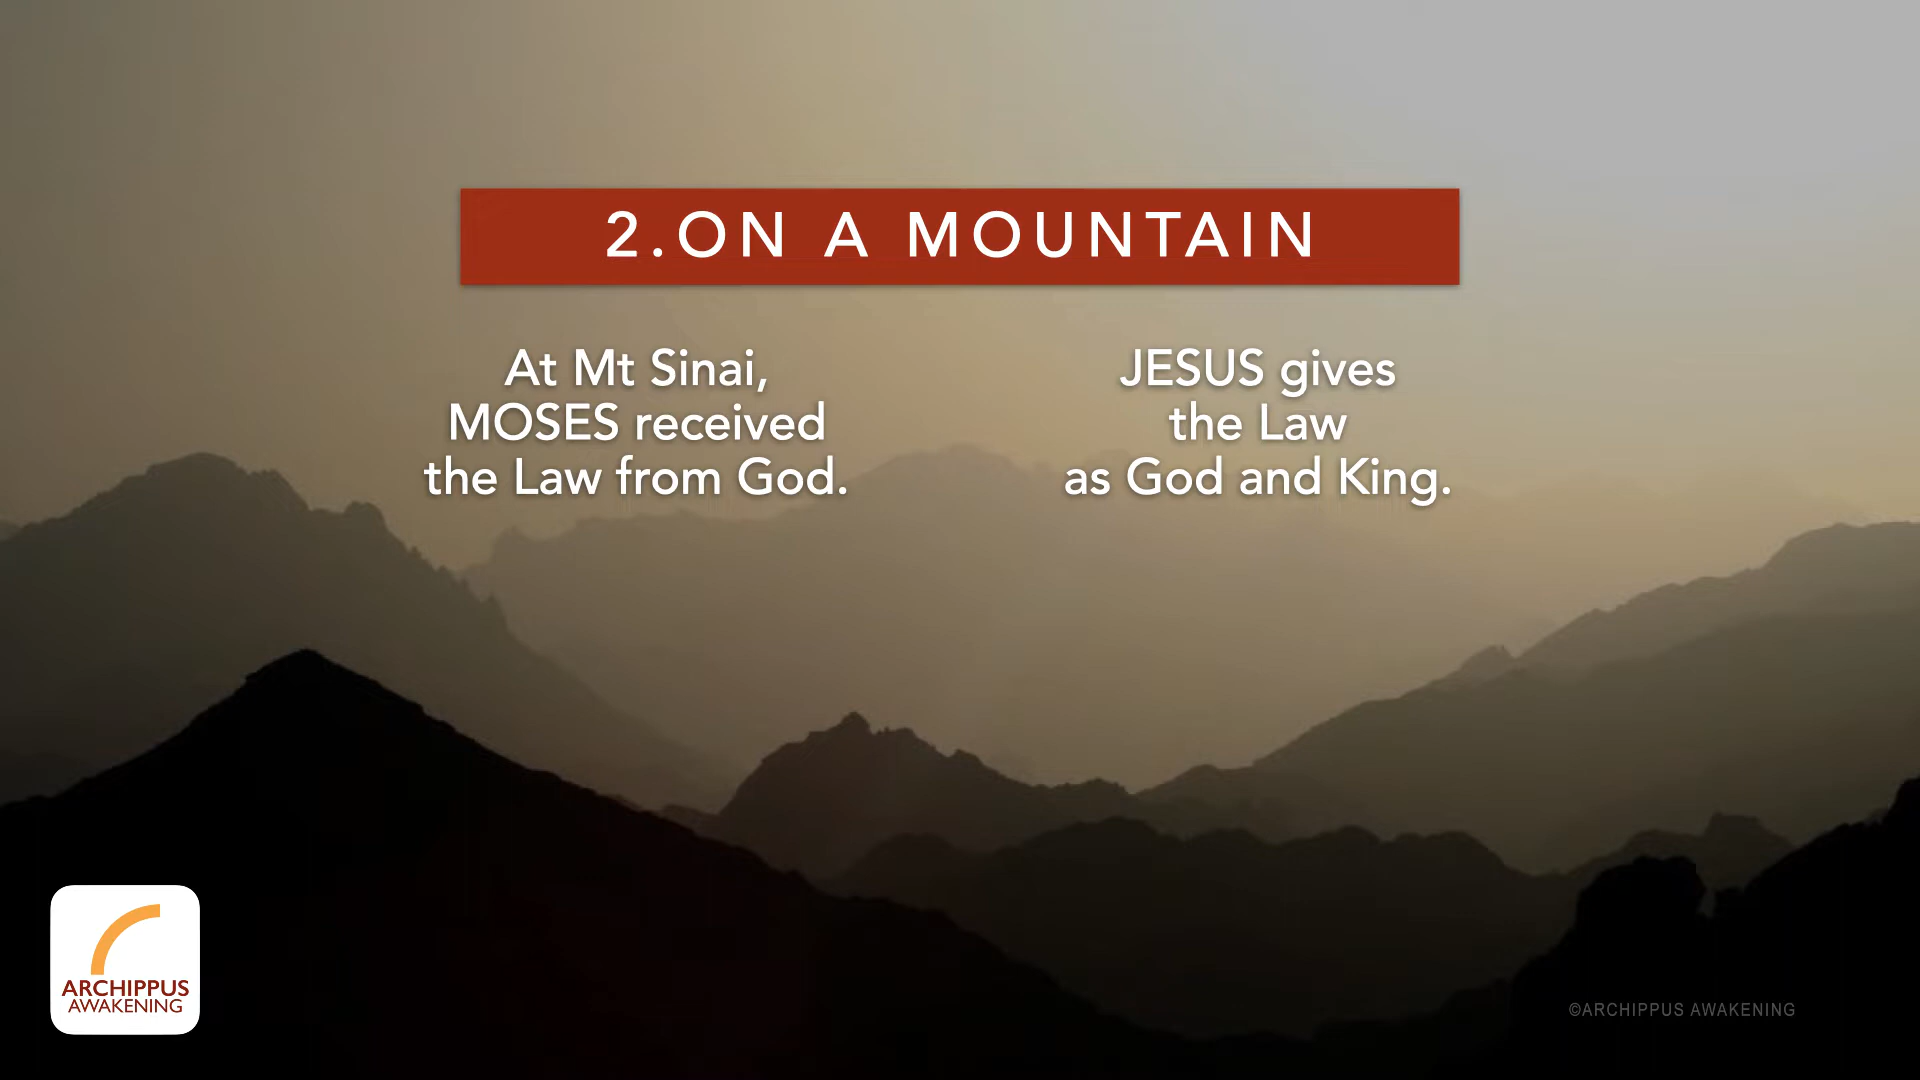 2.ON A MOUNTAIN
At Mt Sinai,
MOSES received
the Law from God.
JESUS gives
the Law
as God and King.
ARCHIPPUS
AWAKENING
©ARCHIPPUS AWAKENING